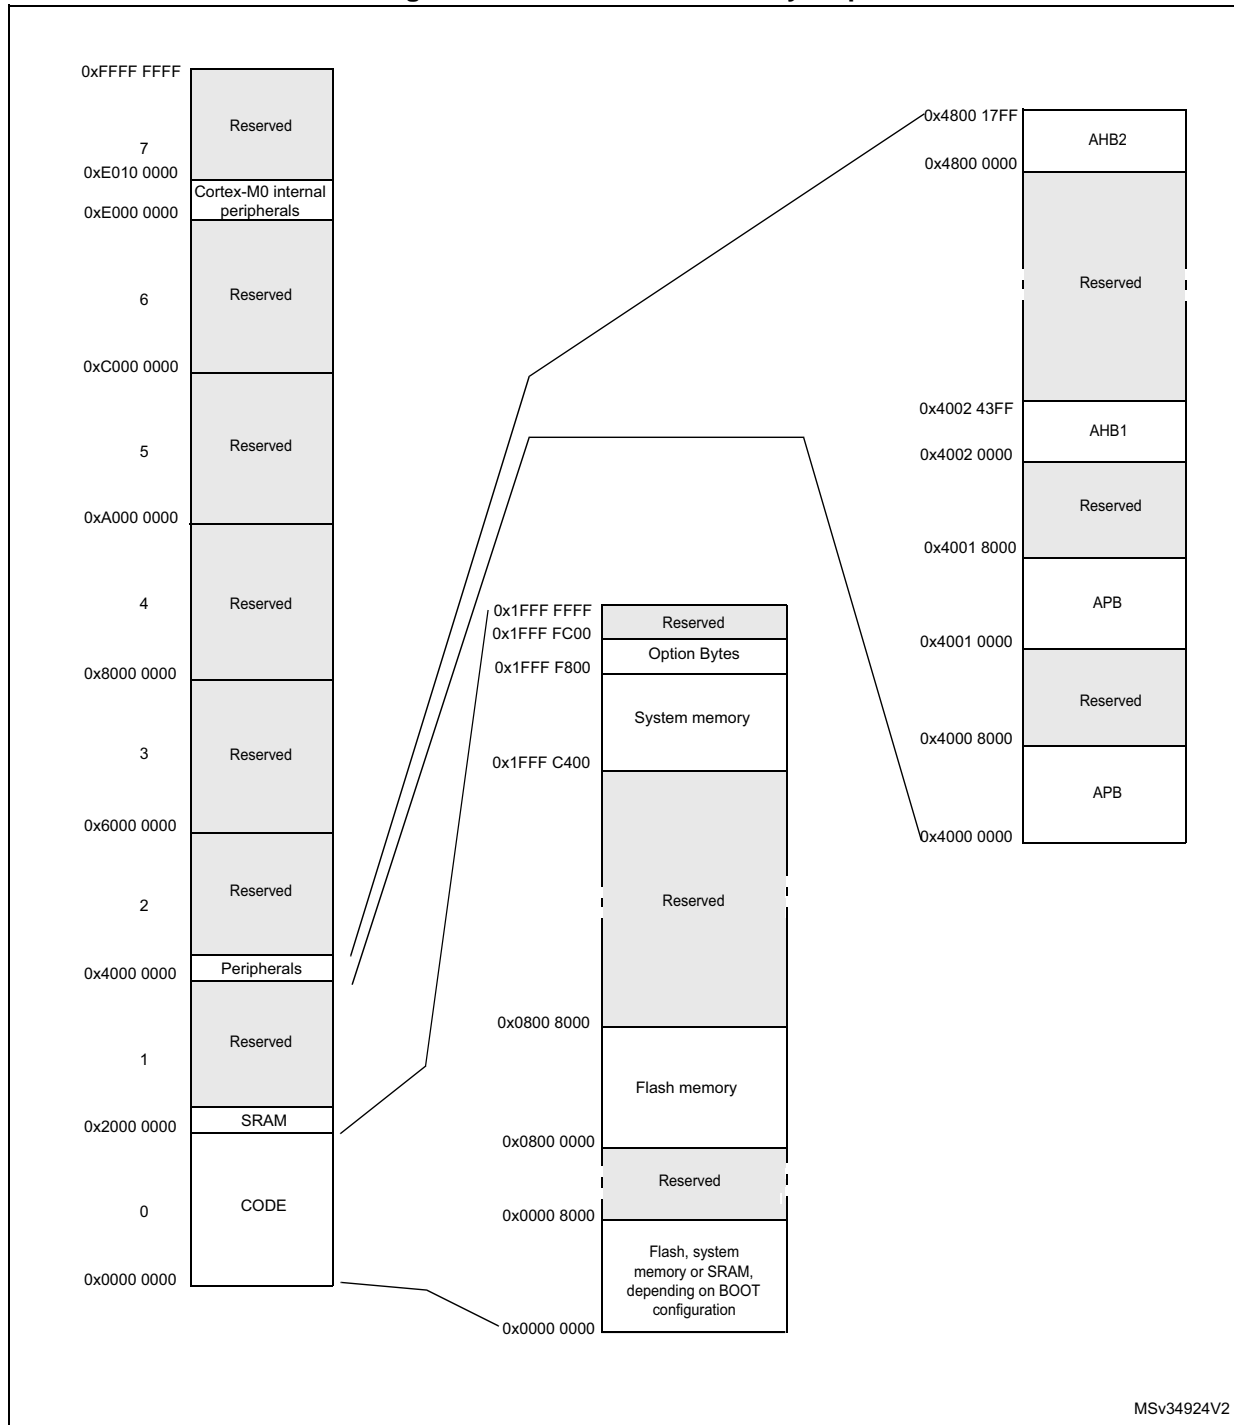 0xFFFF FFFF
Reserved
7
0xE010 0000
Cortex-M0 internal
peripherals
0xE000 0000
Reserved
6
0xC000 0000
Reserved
5
0xA000 0000
Reserved
4
0x8000 0000
Reserved
3
0x6000 0000
Reserved
2
Peripherals
0x4000 0000
Reserved
1
SRAM
0x2000 0000
CODE
0
0x0000 0000
0x1FFF FFFF
Reserved
0x1FFF FC00
Option Bytes
0x1FFF F800
System memory
0x1FFF C400
Reserved
0x0800 8000
Flash memory
0x0800 0000
Reserved
0x0000 8000
Flash, system
memory or SRAM,
depending on BOOT
configuration
0x0000 0000
0x4800 17FF
AHB2
0x4800 0000
Reserved
0x4002 43FF
AHB1
0x4002 0000
Reserved
0x4001 8000
APB
0x4001 0000
Reserved
0x4000 8000
APB
0x4000 0000
MSv34924V2